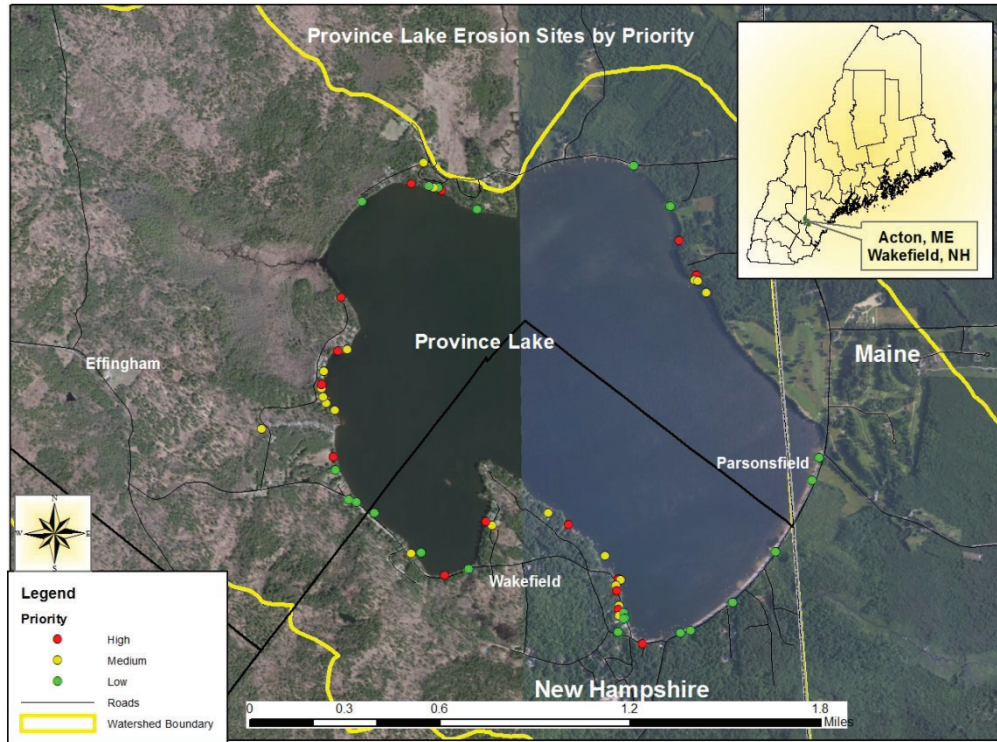 Province Lake Erosion Sites by Priority
Acton, ME
Wakefield, NH
Province Lake
Effingham
Maine
Parsonsfield
Wakefield
New Hampshire
N
W
E
S
Legend
Priority
High
Medium
Low
Roads
Watershed Boundary
0 0.3 0.6 1.2 1.8
Miles